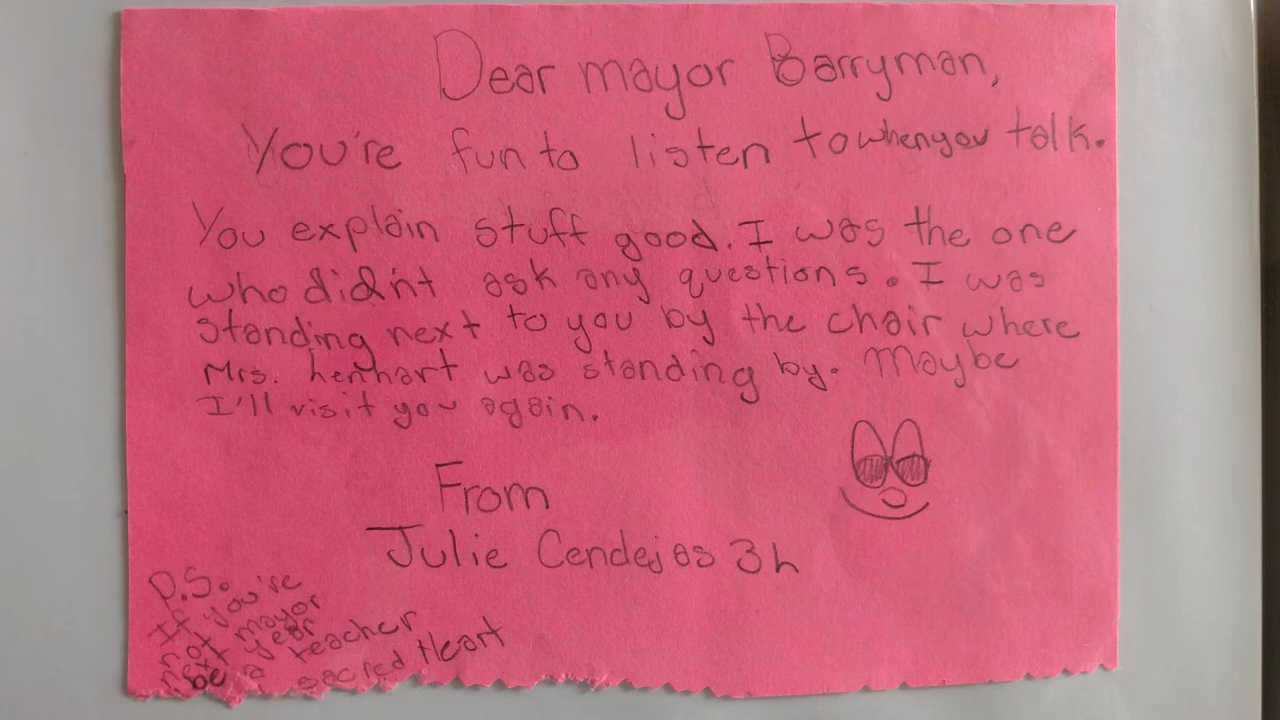 Dear mayor Barryman,
You're fun to listen to when you talk.
You explain stuff good. I was the one
who didn't ask any questions. I was
standing next to you by the chair where
Mrs. Lenhart was standing by. Maybe
I'll visit you again.
From
Julie Cendejas 3h
P.S.
If you're
not mayor
next year
be a teacher
sacred Heart